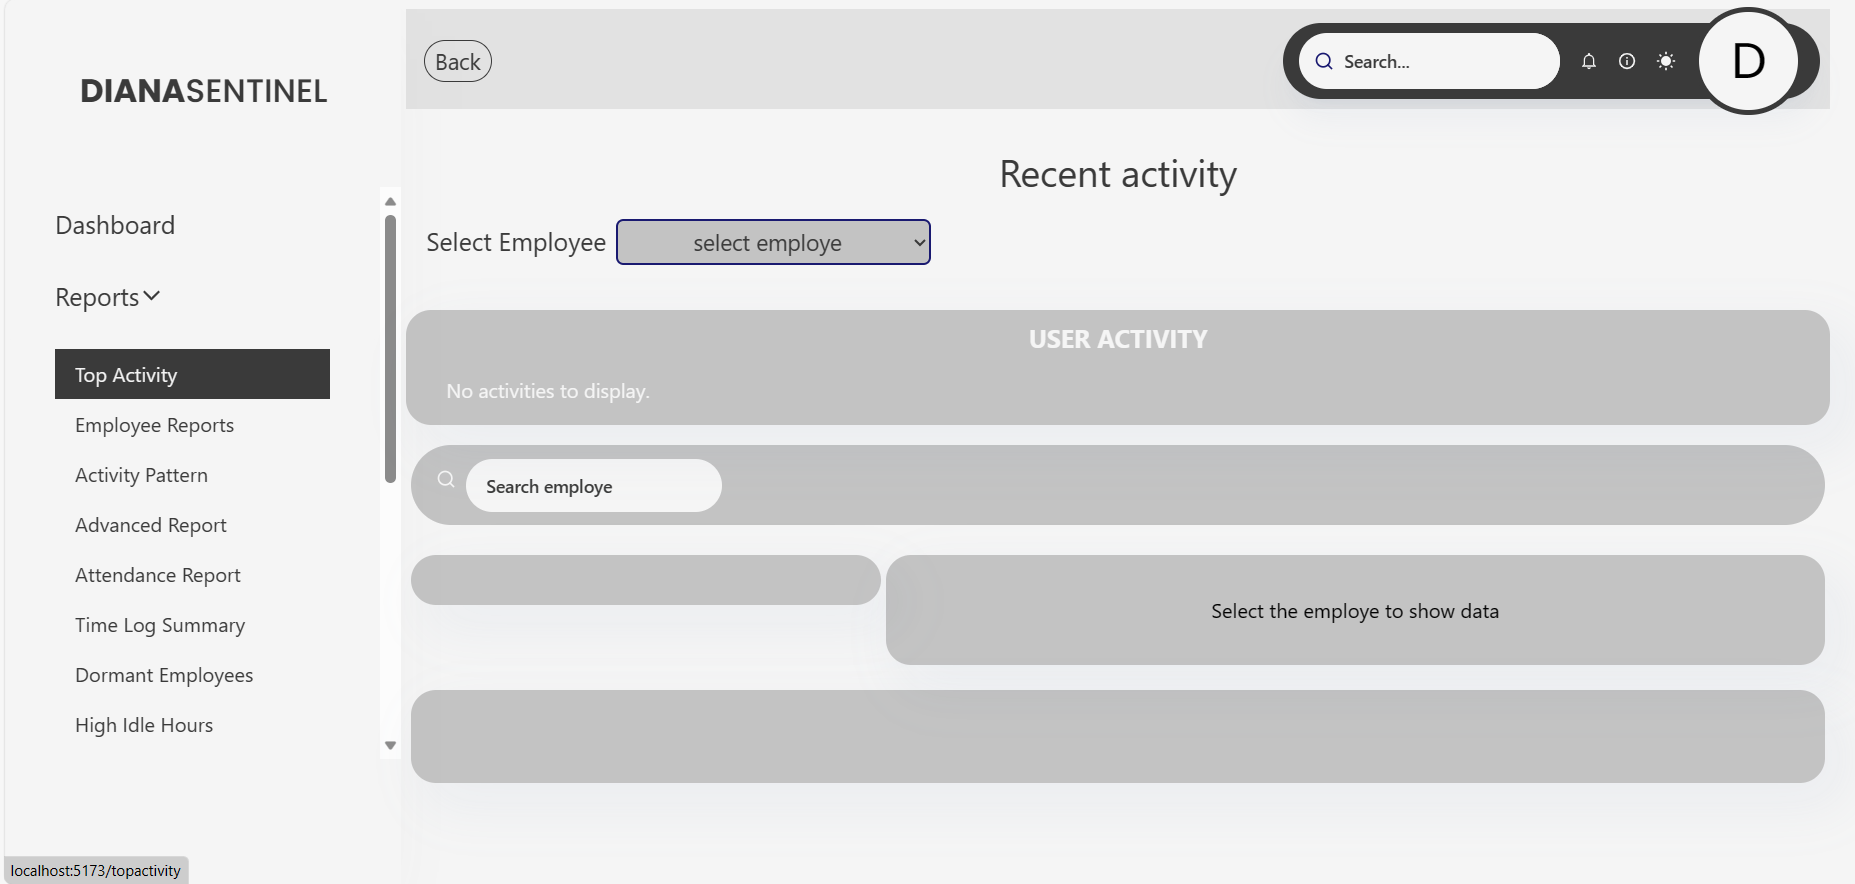 DIANASENTINEL
Dashboard
Reports
Top Activity
Employee Reports
Activity Pattern
Advanced Report
Attendance Report
Time Log Summary
Dormant Employees
High Idle Hours
Back
Search...
D
Recent activity
Select Employee select employe
USER ACTIVITY
No activities to display.
Search employe
Select the employe to show data
localhost:5173/topactivity